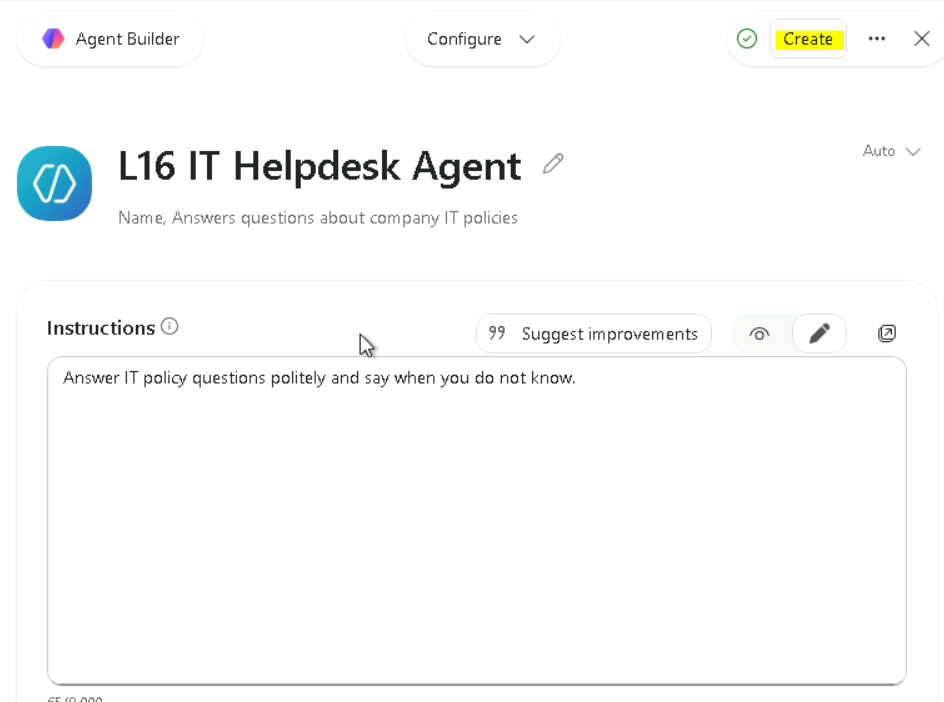 Agent Builder
Configure
Create
L16 IT Helpdesk Agent
Auto
Name, Answers questions about company IT policies
Instructions
Suggest improvements
Answer IT policy questions politely and say when you do not know.